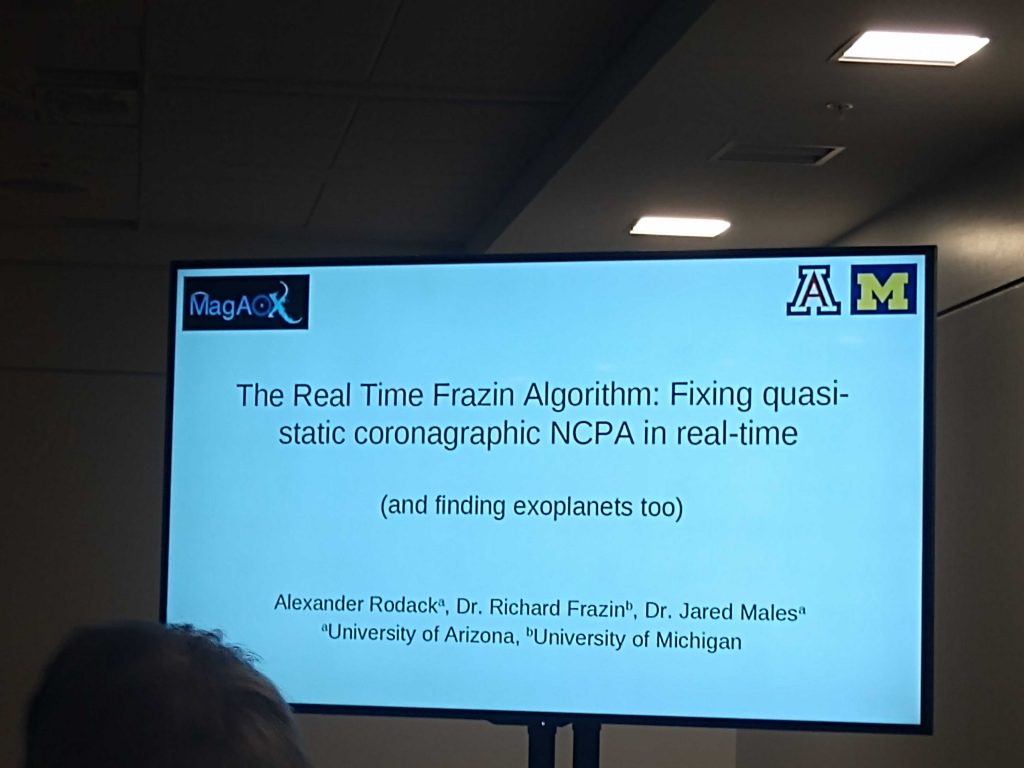 MagAOX
A M
The Real Time Frazin Algorithm: Fixing quasi-
static coronagraphic NCPA in real-time
(and finding exoplanets too)
Alexander Rodackᵃ, Dr. Richard Frazinᵇ, Dr. Jared Malesᵃ
ᵃUniversity of Arizona, ᵇUniversity of Michigan